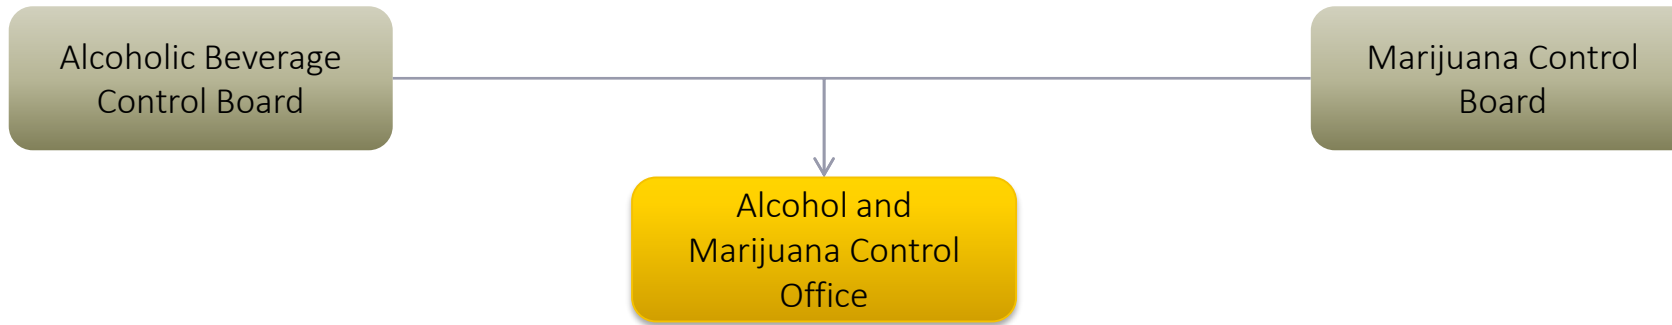 Alcoholic Beverage
Control Board
Marijuana Control
Board
Alcohol and
Marijuana Control
Office